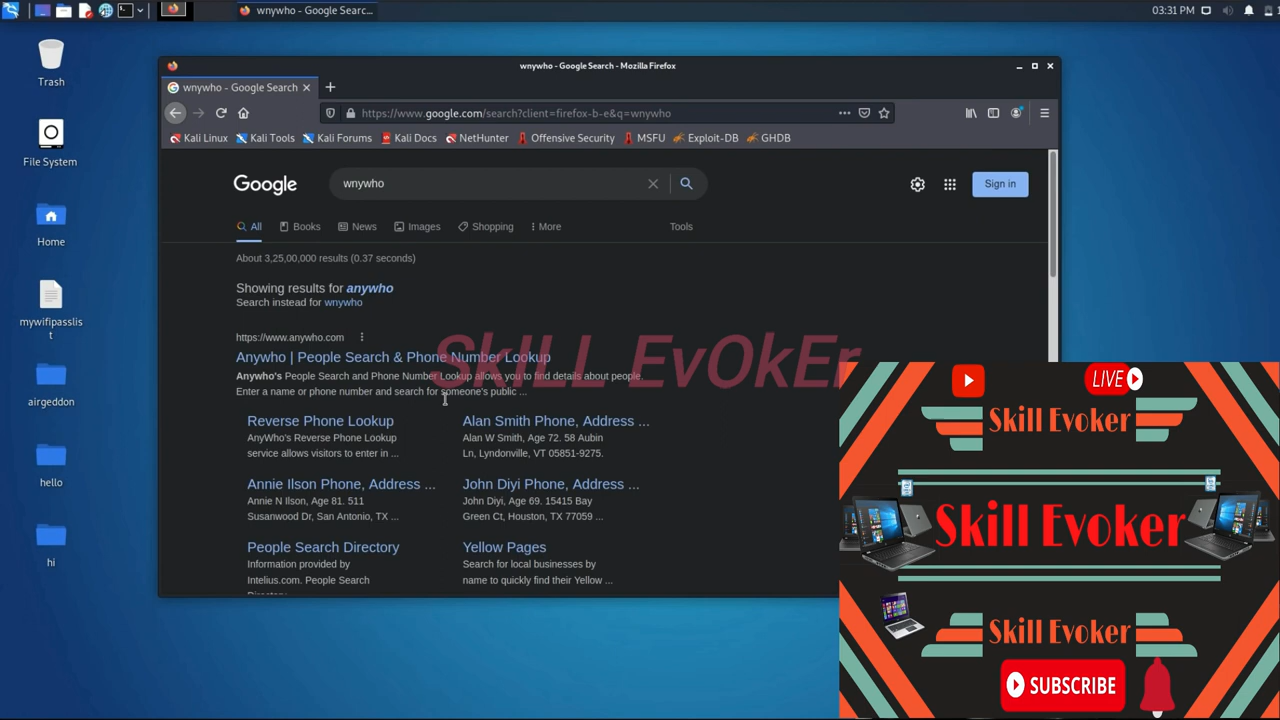 wnywho - Google Searc...
03:31 PM
Trash
File System
Home
mywifipasslis
t
airgeddon
hello
hi
wnywho - Google Search - Mozilla Firefox
wnywho - Google Search
https://www.google.com/search?client=firefox-b-e&q=wnywho
Kali Linux Kali Tools Kali Forums Kali Docs NetHunter Offensive Security MSFU Exploit-DB GHDB
Google
wnywho
Sign in
All Books News Images Shopping More Tools
About 3,25,00,000 results (0.37 seconds)
Showing results for anywho
Search instead for wnywho
https://www.anywho.com
Anywho | People Search & Phone Number Lookup
Anywho's People Search and Phone Number Lookup allows you to find details about people.
Enter a name or phone number and search for someone's public ...
Reverse Phone Lookup
AnyWho's Reverse Phone Lookup
service allows visitors to enter in ...
Alan Smith Phone, Address ...
Alan W Smith, Age 72. 58 Aubin
Ln, Lyndonville, VT 05851-9275.
Annie Ilson Phone, Address ...
Annie N Ilson, Age 81. 511
Susanwood Dr, San Antonio, TX ...
John Diyi Phone, Address ...
John Diyi, Age 69. 15415 Bay
Green Ct, Houston, TX 77059 ...
People Search Directory
Information provided by
Intelius.com. People Search
Directory
Yellow Pages
Search for local businesses by
name to quickly find their Yellow ...
SkILL EvOkEr
LIVE
Skill Evoker
Skill Evoker
Skill Evoker
SUBSCRIBE